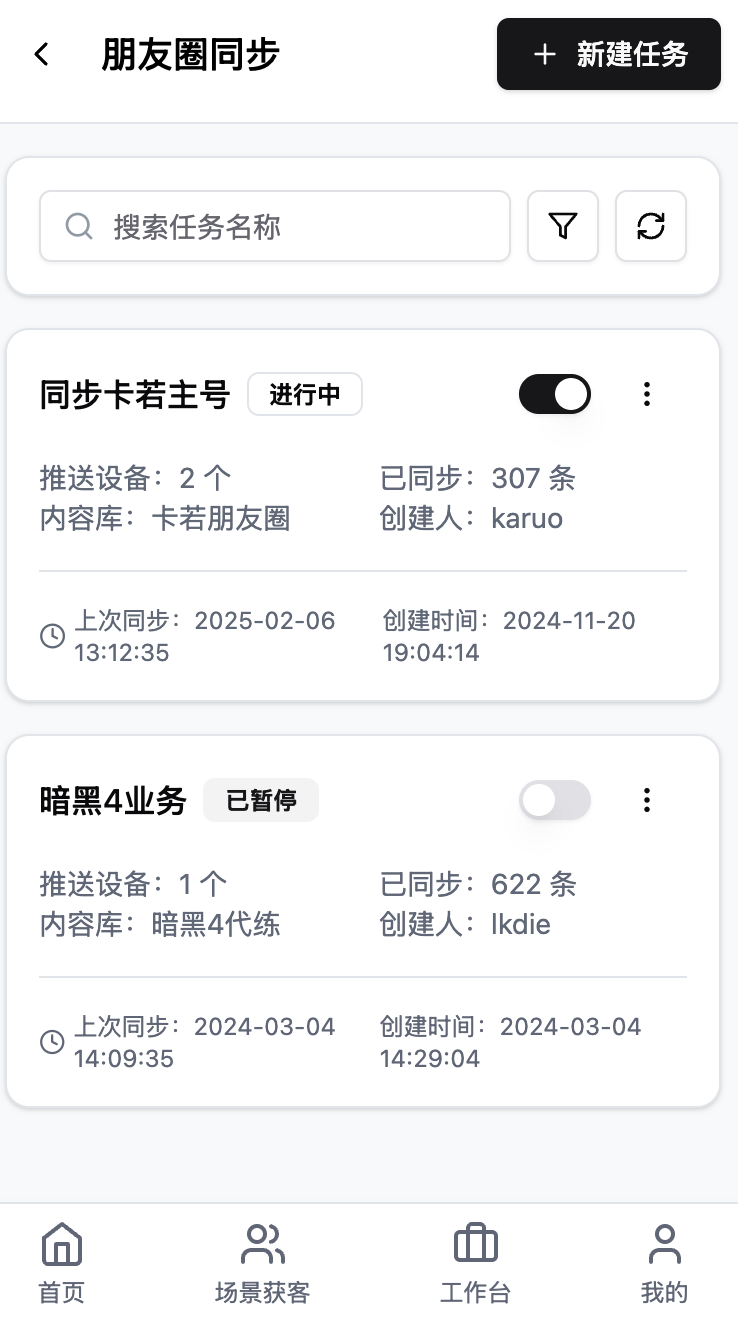 朋友圈同步
新建任务
搜索任务名称
同步卡若主号 进行中
推送设备：2 个 已同步：307 条
内容库：卡若朋友圈 创建人：karuo
上次同步：2025-02-06 创建时间：2024-11-20
13:12:35 19:04:14
暗黑4业务 已暂停
推送设备：1 个 已同步：622 条
内容库：暗黑4代练 创建人：lkdie
上次同步：2024-03-04 创建时间：2024-03-04
14:09:35 14:29:04
首页 场景获客 工作台 我的